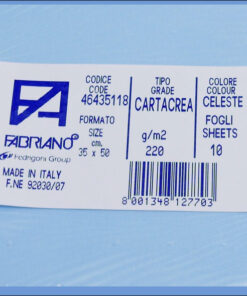 CODICE
CODE
46435118
TIPO
GRADE
CARTACREA
COLORE
COLOUR
CELESTE
FABRIANO
Fedrigoni Group
FORMATO
SIZE
cm.
35 x 50
g/m2
220
FOGLI
SHEETS
10
MADE IN ITALY
F.NE 92030/07
8 001348 127703